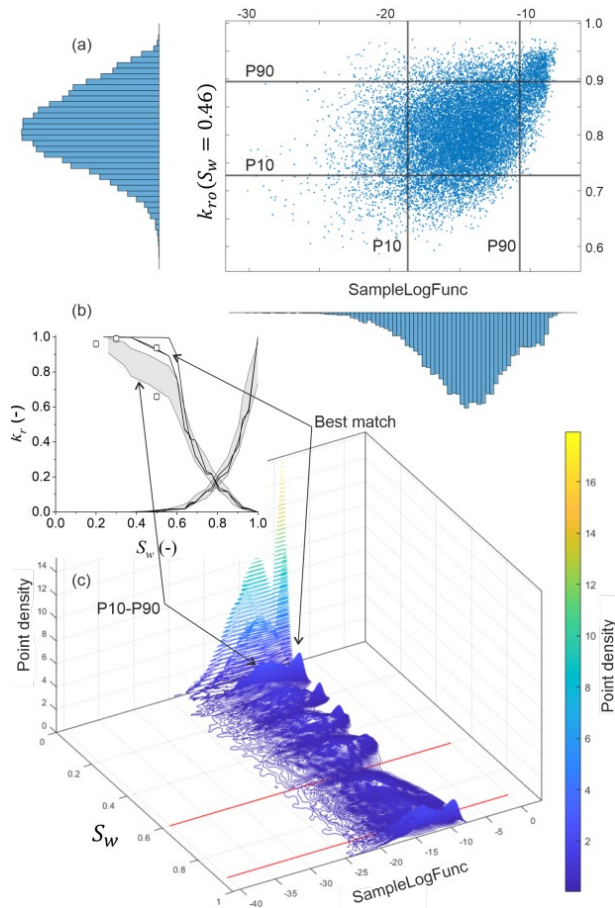 -30 -20 -10
(a)
1.0
P90
0.9
k_ro(S_w = 0.46)
0.8
P10
0.7
P10 P90
0.6
SampleLogFunc
(b)
1.0
0.8
0.6
0.4
0.2
0.0
k_r (-)
Best match
0.0 0.2 0.4 0.6 0.8 1.0
S_w (-)
(c)
P10-P90
Point density
14
12
10
8
6
4
2
0
0
0.2
0.4
0.6
0.8
1
S_w
-40 -35 -30 -25 -20 -15 -10 -5 0
SampleLogFunc
16
14
12
10
8
6
4
2
Point density